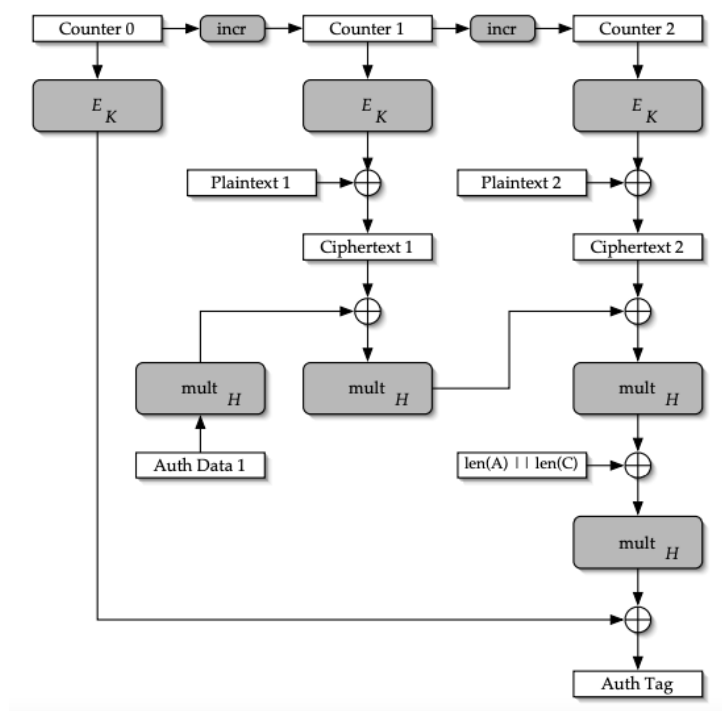 Counter 0
incr
Counter 1
incr
Counter 2
E K
E K
E K
Plaintext 1
Plaintext 2
Ciphertext 1
Ciphertext 2
mult H
mult H
mult H
Auth Data 1
len(A) || len(C)
mult H
Auth Tag